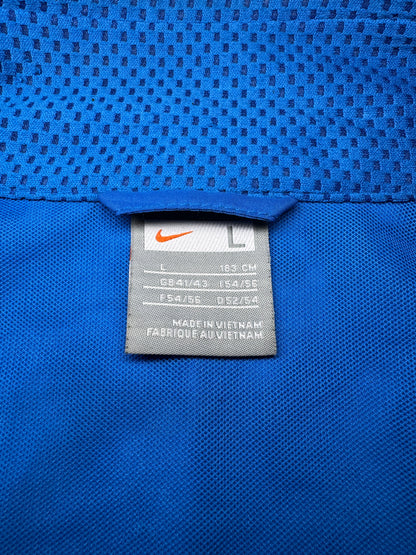 L
L 183 CM
GB41/43 I54/56
F54/56 D52/54
MADE IN VIETNAM
FABRIQUE AU VIETNAM